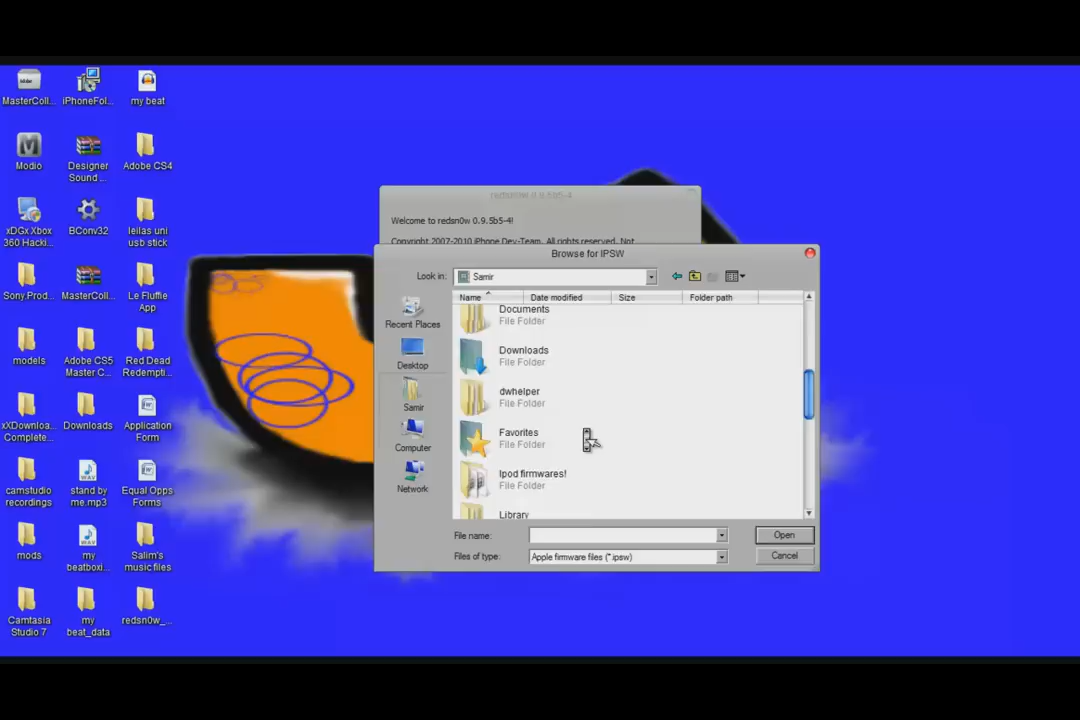 MasterColl...
iPhoneFol...
my beat
Modio
Designer
Sound ...
Adobe CS4
xDGx Xbox
360 Hacki...
BConv32
leilas uni
usb stick
Sony.Prod...
MasterColl...
Le Fluffie
App
models
Adobe CS5
Master C...
Red Dead
Redempti...
xXDownloa...
Complete...
Downloads
Application
Form
camstudio
recordings
stand by
me.mp3
Equal Opps
Forms
mods
my
beatboxi...
Salim's
music files
Camtasia
Studio 7
my
beat_data
redsn0w_...
redsn0w 0.9.5b5-4
Welcome to redsn0w 0.9.5b5-4!
Copyright 2007-2010 iPhone Dev-Team. All rights reserved. Not
Browse for IPSW
Look in:
Samir
Recent Places
Desktop
Samir
Computer
Network
Name
Date modified
Size
Folder path
Documents
File Folder
Downloads
File Folder
dwhelper
File Folder
Favorites
File Folder
Ipod firmwares!
File Folder
Library
File name:
Open
Files of type:
Apple firmware files (*.ipsw)
Cancel